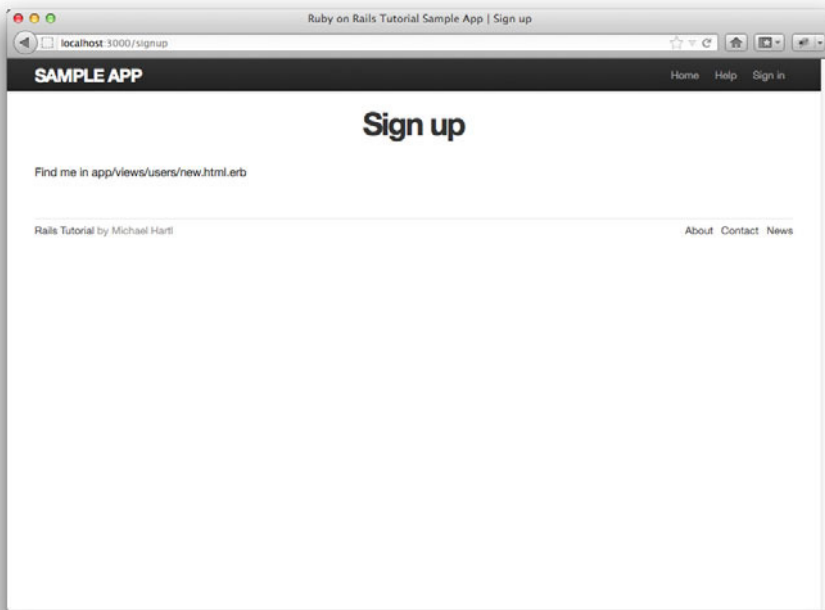 Ruby on Rails Tutorial Sample App | Sign up
localhost:3000/signup
SAMPLE APP
Home Help Sign in
Sign up
Find me in app/views/users/new.html.erb
Rails Tutorial by Michael Hartl
About Contact News